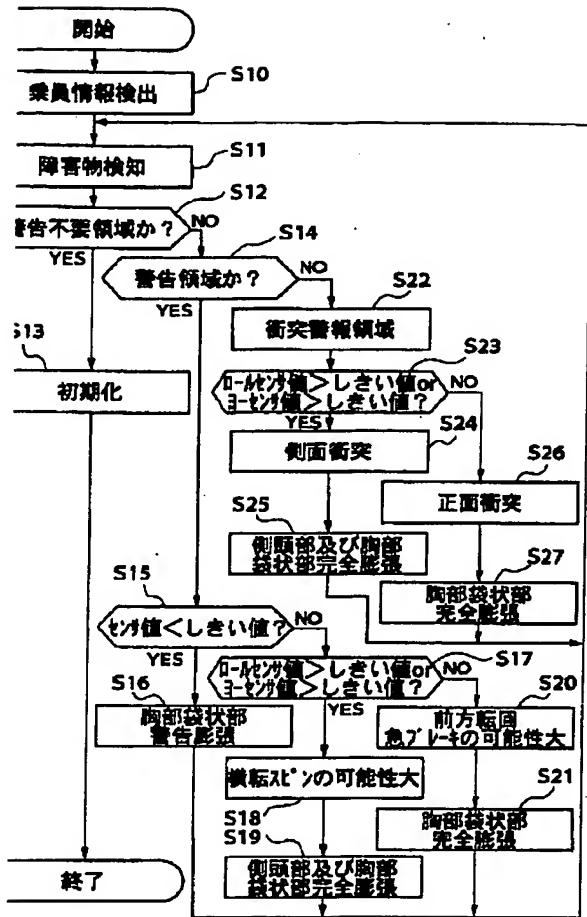 開始
S10
乗員情報検出
S11
障害物検知
S12
警告不要領域か？
NO
YES
S14
警告領域か？
NO
YES
S22
衝突警報領域
S13
初期化
S23
ロールセンサ値＞しきい値or
ヨーセンサ値＞しきい値？
NO
YES
S24
側面衝突
S26
正面衝突
S25
側頭部及び胸部
袋状部完全膨張
S27
胸部袋状部
完全膨張
S15
センサ値＜しきい値？
NO
YES
S17
ロールセンサ値＞しきい値or
ヨーセンサ値＞しきい値？
NO
YES
S16
胸部袋状部
警告膨張
S20
前方転回
急ブレーキの可能性大
横転スピンの可能性大
S18
S21
胸部袋状部
完全膨張
S19
側頭部及び胸部
袋状部完全膨張
終了